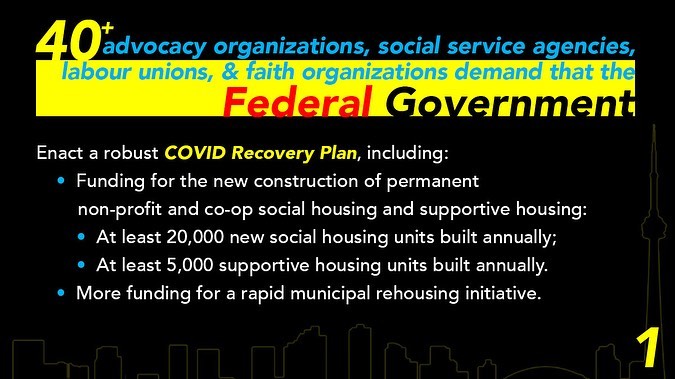 40+ advocacy organizations, social service agencies,
labour unions, & faith organizations demand that the
Federal Government
Enact a robust COVID Recovery Plan, including:
• Funding for the new construction of permanent
non-profit and co-op social housing and supportive housing:
• At least 20,000 new social housing units built annually;
• At least 5,000 supportive housing units built annually.
• More funding for a rapid municipal rehousing initiative.
1